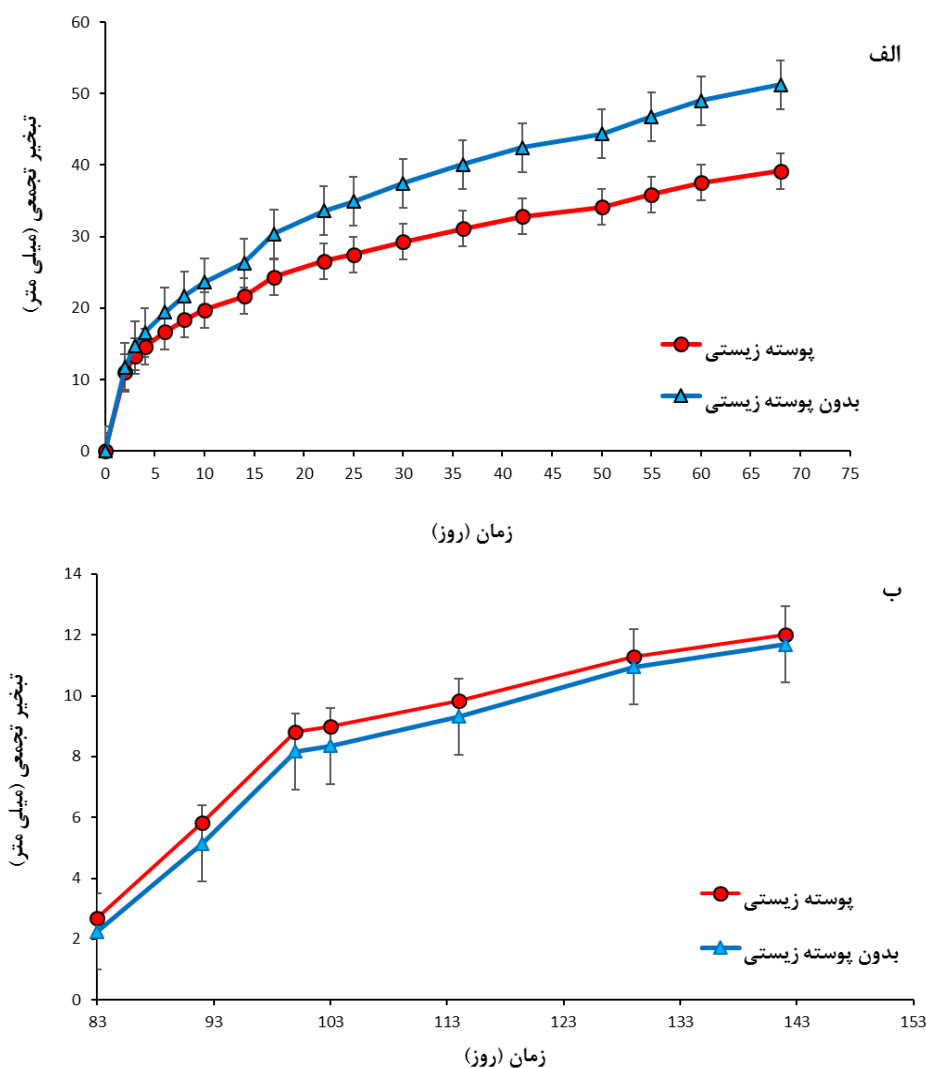 الف
60
50
40
30
20
10
0
تبخیر تجمعی (میلی متر)
پوسته زیستی
بدون پوسته زیستی
0 5 10 15 20 25 30 35 40 45 50 55 60 65 70 75
زمان (روز)
ب
14
12
10
8
6
4
2
0
تبخیر تجمعی (میلی متر)
پوسته زیستی
بدون پوسته زیستی
83 93 103 113 123 133 143 153
زمان (روز)